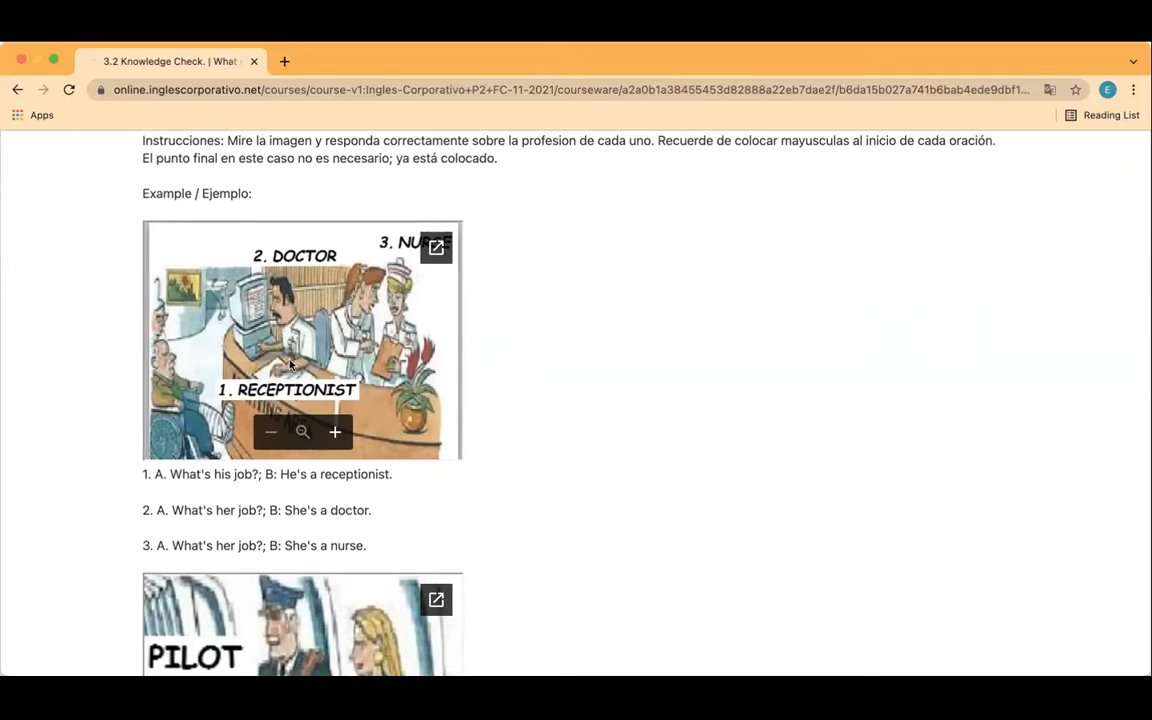 3.2 Knowledge Check. | What
online.inglescorporativo.net/courses/course-v1:Ingles-Corporativo+P2+FC-11-2021/courseware/a2a0b1a38455453d82888a22eb7dae2f/b6da15b027a741b6bab4ede9dbf1...
E
Apps
Reading List
Instrucciones: Mire la imagen y responda correctamente sobre la profesion de cada uno. Recuerde de colocar mayusculas al inicio de cada oración.
El punto final en este caso no es necesario; ya está colocado.
Example / Ejemplo:
3. NURSE
2. DOCTOR
1. RECEPTIONIST
1. A. What's his job?; B: He's a receptionist.
2. A. What's her job?; B: She's a doctor.
3. A. What's her job?; B: She's a nurse.
PILOT